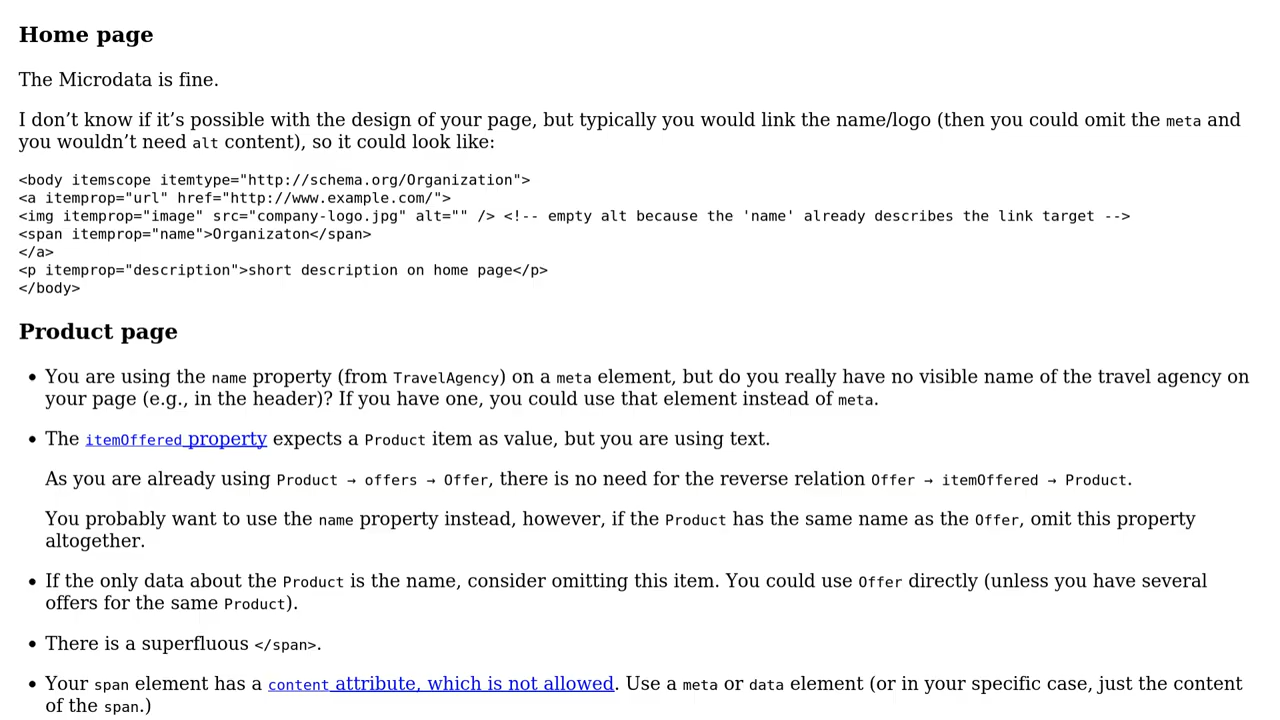 Home page
The Microdata is fine.
I don’t know if it’s possible with the design of your page, but typically you would link the name/logo (then you could omit the meta and
you wouldn’t need alt content), so it could look like:
<body itemscope itemtype="http://schema.org/Organization">
<a itemprop="url" href="http://www.example.com/">
<img itemprop="image" src="company-logo.jpg" alt="" /> <!-- empty alt because the 'name' already describes the link target -->
<span itemprop="name">Organizaton</span>
</a>
<p itemprop="description">short description on home page</p>
</body>
Product page
• You are using the name property (from TravelAgency) on a meta element, but do you really have no visible name of the travel agency on
your page (e.g., in the header)? If you have one, you could use that element instead of meta.
• The itemOffered property expects a Product item as value, but you are using text.
As you are already using Product → offers → Offer, there is no need for the reverse relation Offer → itemOffered → Product.
You probably want to use the name property instead, however, if the Product has the same name as the Offer, omit this property
altogether.
• If the only data about the Product is the name, consider omitting this item. You could use Offer directly (unless you have several
offers for the same Product).
• There is a superfluous </span>.
• Your span element has a content attribute, which is not allowed. Use a meta or data element (or in your specific case, just the content
of the span.)